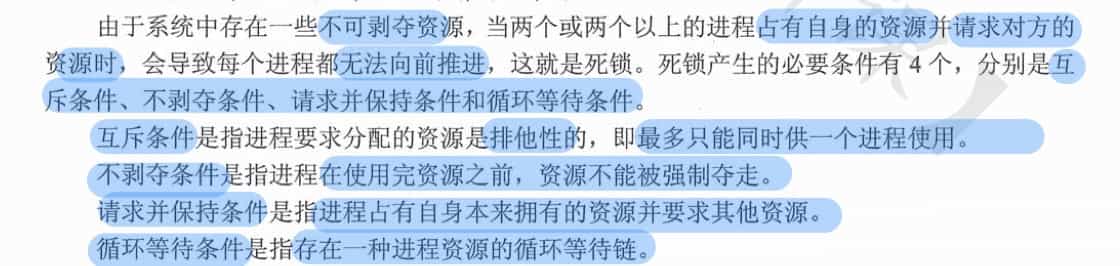 由于系统中存在一些不可剥夺资源，当两个或两个以上的进程占有自身的资源并请求对方的
资源时，会导致每个进程都无法向前推进，这就是死锁。死锁产生的必要条件有 4 个，分别是互
斥条件、不剥夺条件、请求并保持条件和循环等待条件。
互斥条件是指进程要求分配的资源是排他性的，即最多只能同时供一个进程使用。
不剥夺条件是指进程在使用完资源之前，资源不能被强制夺走。
请求并保持条件是指进程占有自身本来拥有的资源并要求其他资源。
循环等待条件是指存在一种进程资源的循环等待链。